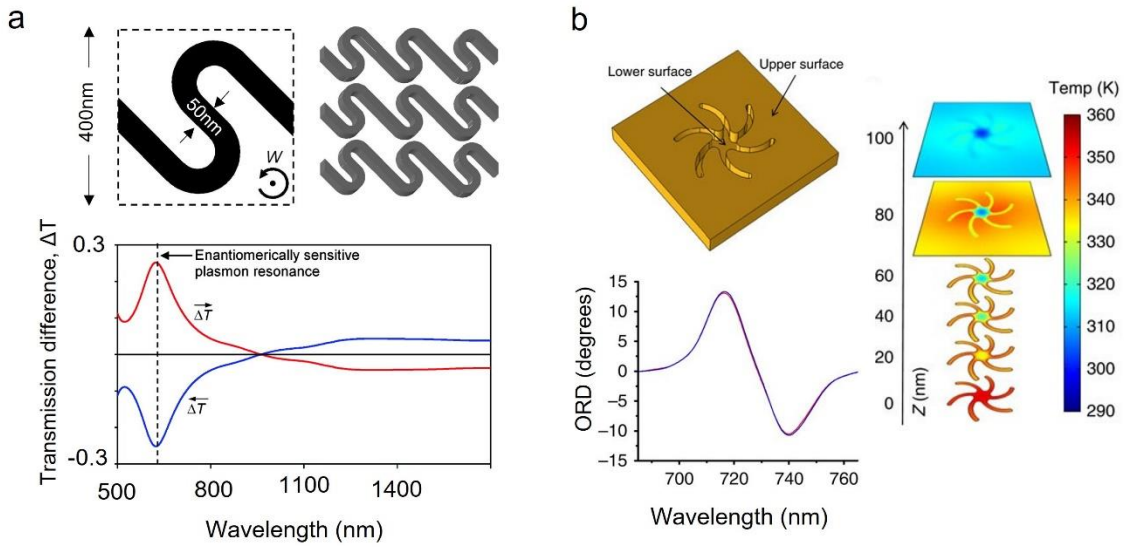 a
400nm
50nm
W
0.3
-0.3
Transmission difference, ΔT
Enantiomerically sensitive
plasmon resonance
ΔT
ΔT
500
800
1100
1400
Wavelength (nm)
b
Lower surface
Upper surface
15
10
5
0
−5
−10
−15
ORD (degrees)
700
720
740
760
Wavelength (nm)
100
80
60
40
20
0
Z (nm)
Temp (K)
360
350
340
330
320
310
300
290